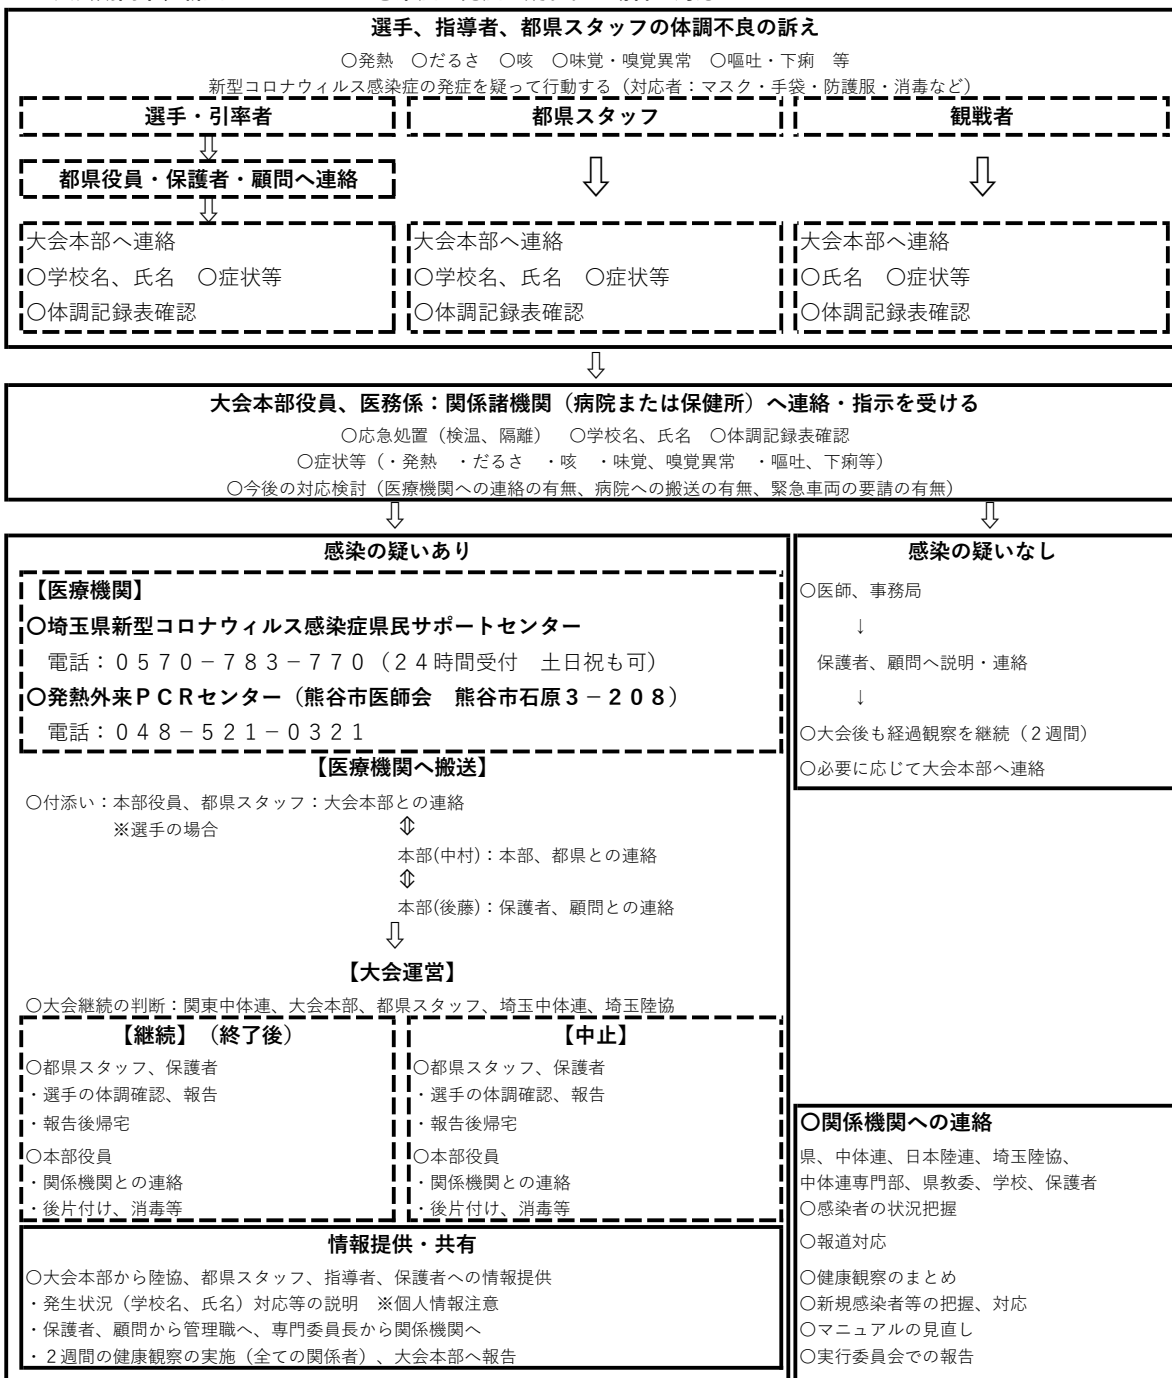 選手、指導者、都県スタッフの体調不良の訴え
〇発熱　〇だるさ　〇咳　〇味覚・嗅覚異常　〇嘔吐・下痢　等
新型コロナウィルス感染症の発症を疑って行動する（対応者：マスク・手袋・防護服・消毒など）
選手・引率者
⇩
都県役員・保護者・顧問へ連絡
⇩
大会本部へ連絡
〇学校名、氏名　〇症状等
〇体調記録表確認
都県スタッフ
⇩
大会本部へ連絡
〇学校名、氏名　〇症状等
〇体調記録表確認
観戦者
⇩
大会本部へ連絡
〇氏名　〇症状等
〇体調記録表確認
⇩
大会本部役員、医務係：関係諸機関（病院または保健所）へ連絡・指示を受ける
〇応急処置（検温、隔離）　〇学校名、氏名　〇体調記録表確認
〇症状等（・発熱　・だるさ　・咳　・味覚、嗅覚異常　・嘔吐、下痢等）
〇今後の対応検討（医療機関への連絡の有無、病院への搬送の有無、緊急車両の要請の有無）
⇩
感染の疑いあり
【医療機関】
〇埼玉県新型コロナウィルス感染症県民サポートセンター
電話：０５７０－７８３－７７０（２４時間受付　土日祝も可）
〇発熱外来ＰＣＲセンター（熊谷市医師会　熊谷市石原３－２０８）
電話：０４８－５２１－０３２１
【医療機関へ搬送】
〇付添い：本部役員、都県スタッフ：大会本部との連絡
※選手の場合　⇕
本部(中村)：本部、都県との連絡
⇕
本部(後藤)：保護者、顧問との連絡
⇩
【大会運営】
〇大会継続の判断：関東中体連、大会本部、都県スタッフ、埼玉中体連、埼玉陸協
【継続】（終了後）
〇都県スタッフ、保護者
・選手の体調確認、報告
・報告後帰宅
〇本部役員
・関係機関との連絡
・後片付け、消毒等
【中止】
〇都県スタッフ、保護者
・選手の体調確認、報告
・報告後帰宅
〇本部役員
・関係機関との連絡
・後片付け、消毒等
情報提供・共有
〇大会本部から陸協、都県スタッフ、指導者、保護者への情報提供
・発生状況（学校名、氏名）対応等の説明　※個人情報注意
・保護者、顧問から管理職へ、専門委員長から関係機関へ
・２週間の健康観察の実施（全ての関係者）、大会本部へ報告
⇩
感染の疑いなし
〇医師、事務局
↓
保護者、顧問へ説明・連絡
↓
〇大会後も経過観察を継続（２週間）
〇必要に応じて大会本部へ連絡
〇関係機関への連絡
県、中体連、日本陸連、埼玉陸協、
中体連専門部、県教委、学校、保護者
〇感染者の状況把握
〇報道対応
〇健康観察のまとめ
〇新規感染者等の把握、対応
〇マニュアルの見直し
〇実行委員会での報告